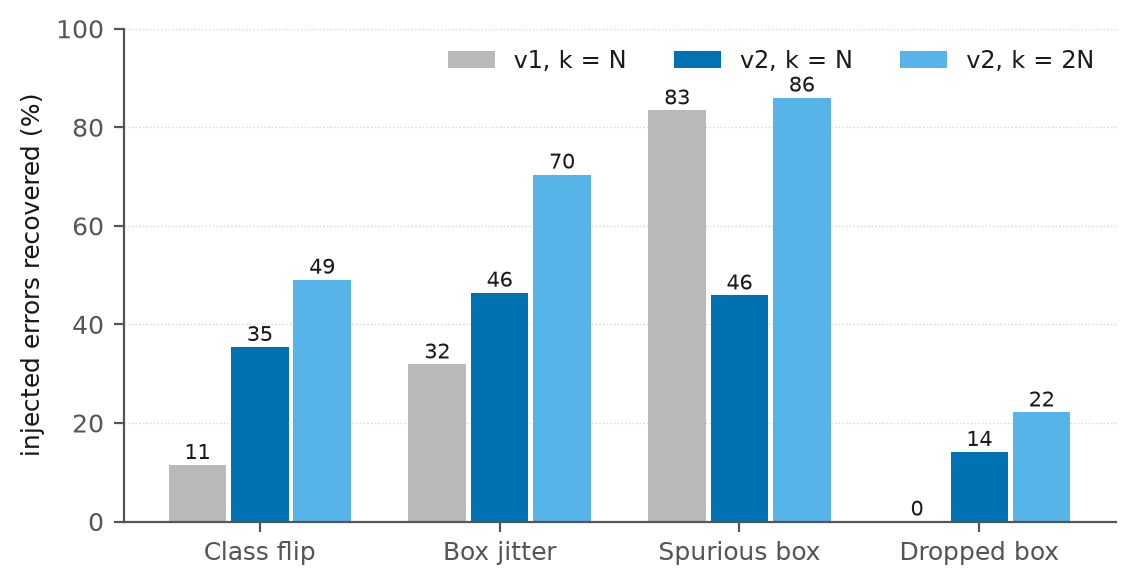 100
80
60
40
20
0
injected errors recovered (%)
v1, k = N v2, k = N v2, k = 2N
11 35 49
32 46 70
83 46 86
0 14 22
Class flip Box jitter Spurious box Dropped box